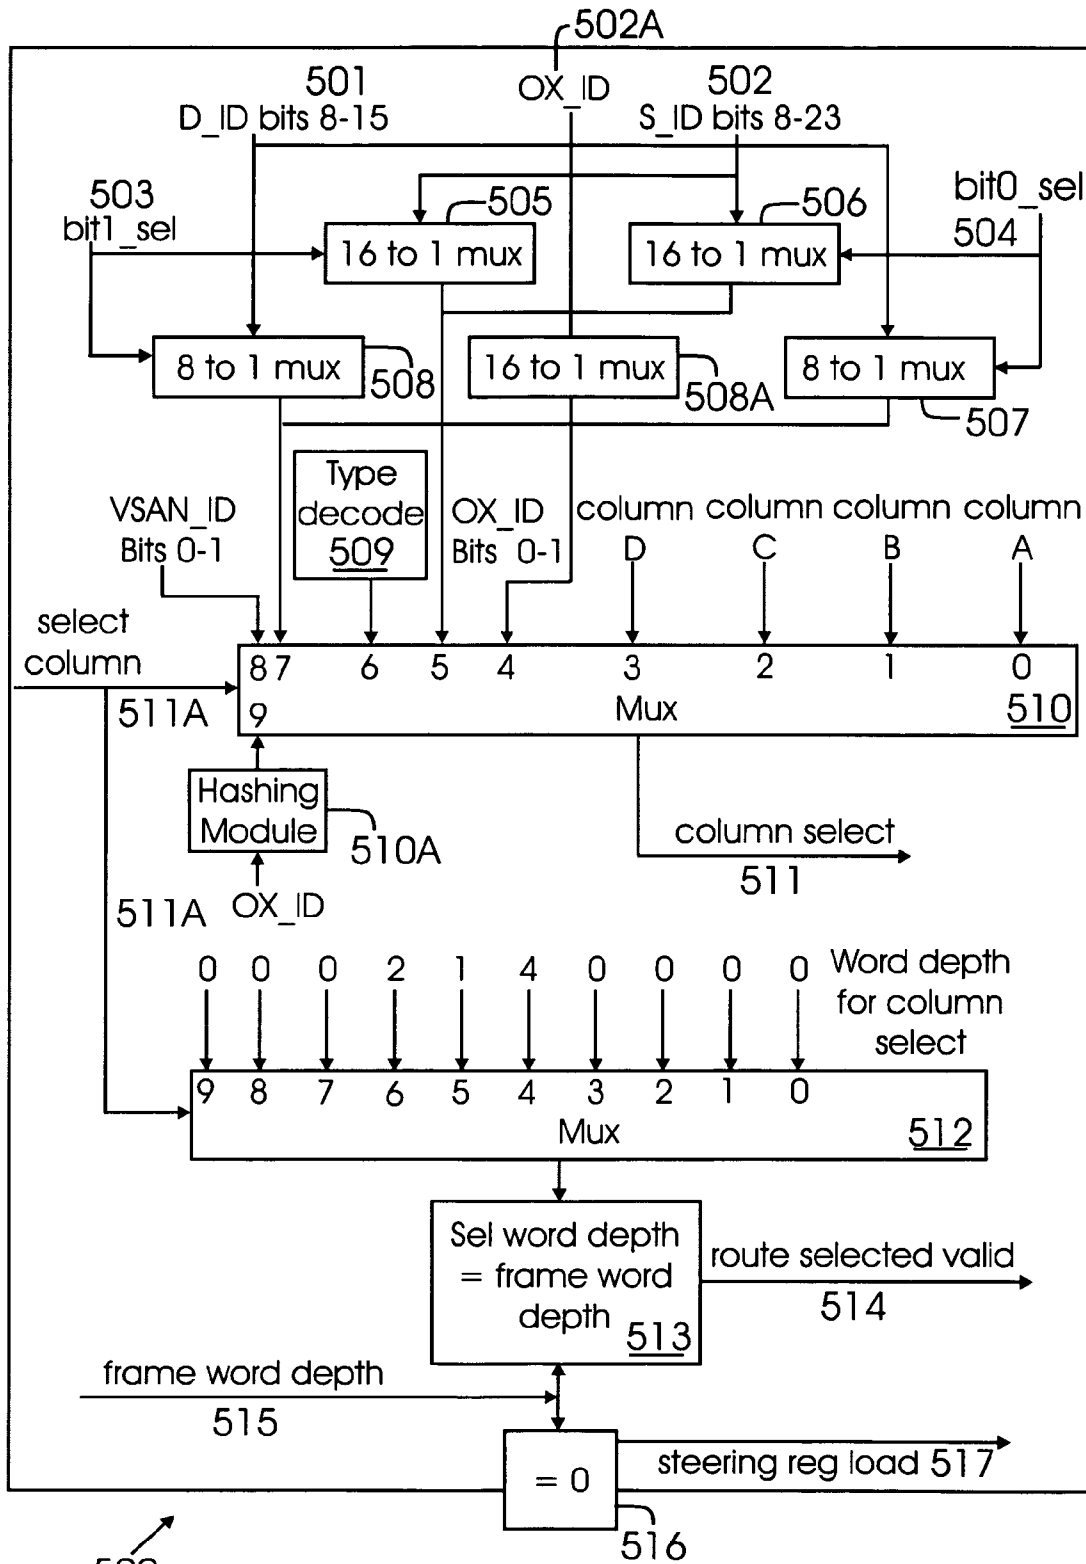 502A
501
OX_ID
502
D_ID bits 8-15
S_ID bits 8-23
503
bit1_sel
505
506
bit0_sel
504
16 to 1 mux
16 to 1 mux
8 to 1 mux
508
16 to 1 mux
508A
8 to 1 mux
507
Type
decode
509
VSAN_ID
Bits 0-1
OX_ID
Bits 0-1
column
D
column
C
column
B
column
A
select
column
511A
8 7 6 5 4 3 2 1 0
9
Mux
510
Hashing
Module
510A
OX_ID
column select
511
511A
0 0 0 2 1 4 0 0 0 0
Word depth
for column
select
9 8 7 6 5 4 3 2 1 0
Mux
512
Sel word depth
= frame word
depth
513
route selected valid
514
frame word depth
515
= 0
516
steering reg load 517